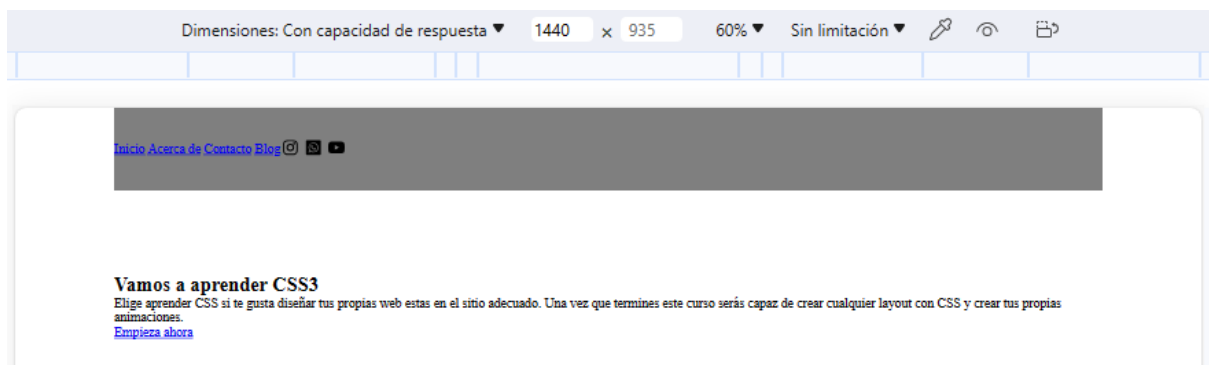 Dimensiones: Con capacidad de respuesta ▼ 1440 × 935 60% ▼ Sin limitación ▼
Inicio Acerca de Contacto Blog
Vamos a aprender CSS3
Elige aprender CSS si te gusta diseñar tus propias web estas en el sitio adecuado. Una vez que termines este curso serás capaz de crear cualquier layout con CSS y crear tus propias
animaciones.
Empieza ahora